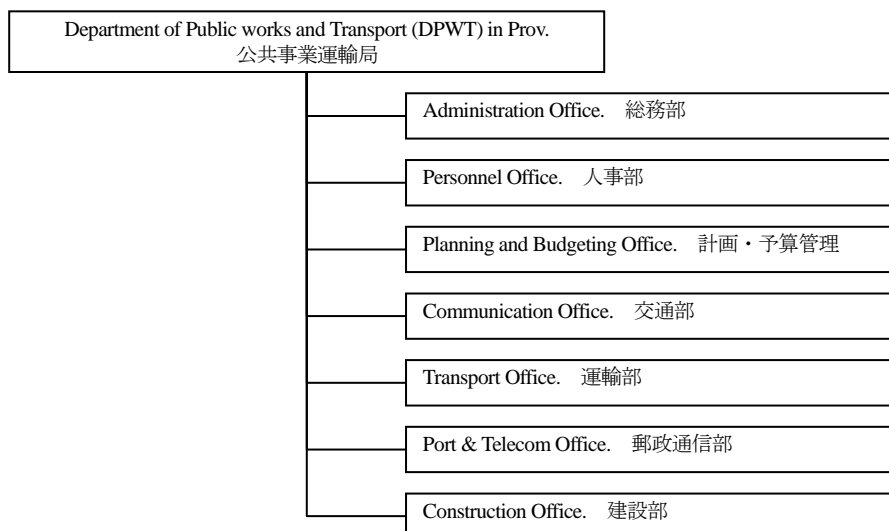 Department of Public works and Transport (DPWT) in Prov.
公共事業運輸局
Administration Office. 総務部
Personnel Office. 人事部
Planning and Budgeting Office. 計画・予算管理
Communication Office. 交通部
Transport Office. 運輸部
Port & Telecom Office. 郵政通信部
Construction Office. 建設部